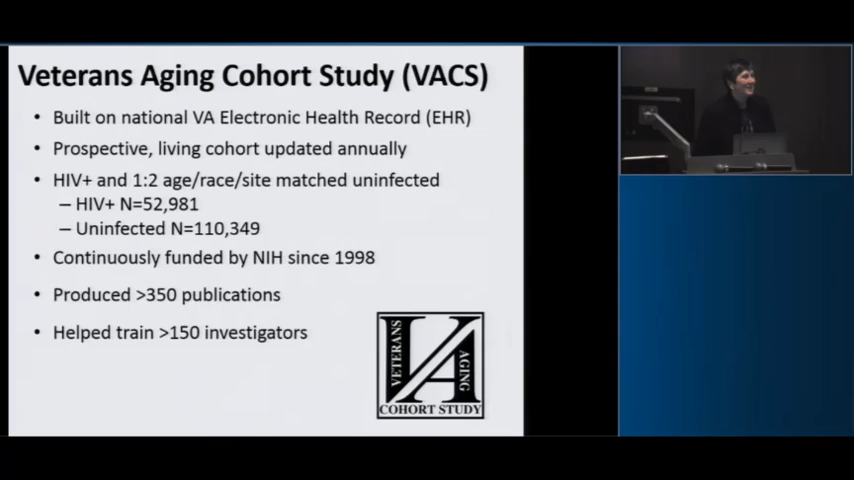 Veterans Aging Cohort Study (VACS)
• Built on national VA Electronic Health Record (EHR)
• Prospective, living cohort updated annually
• HIV+ and 1:2 age/race/site matched uninfected
– HIV+ N=52,981
– Uninfected N=110,349
• Continuously funded by NIH since 1998
• Produced >350 publications
• Helped train >150 investigators
VETERANS
VA
AGING
COHORT STUDY